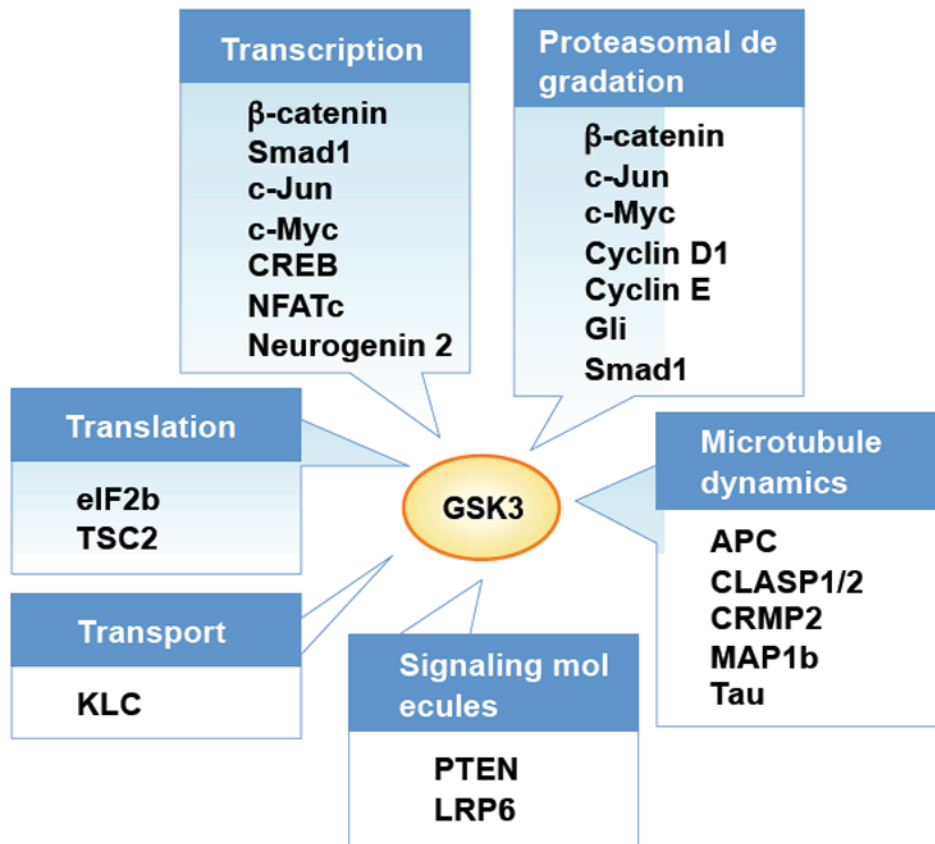 Transcription
β-catenin
Smad1
c-Jun
c-Myc
CREB
NFATc
Neurogenin 2
Proteasomal de
gradation
β-catenin
c-Jun
c-Myc
Cyclin D1
Cyclin E
Gli
Smad1
Translation
eIF2b
TSC2
GSK3
Microtubule
dynamics
APC
CLASP1/2
CRMP2
MAP1b
Tau
Transport
KLC
Signaling mol
ecules
PTEN
LRP6